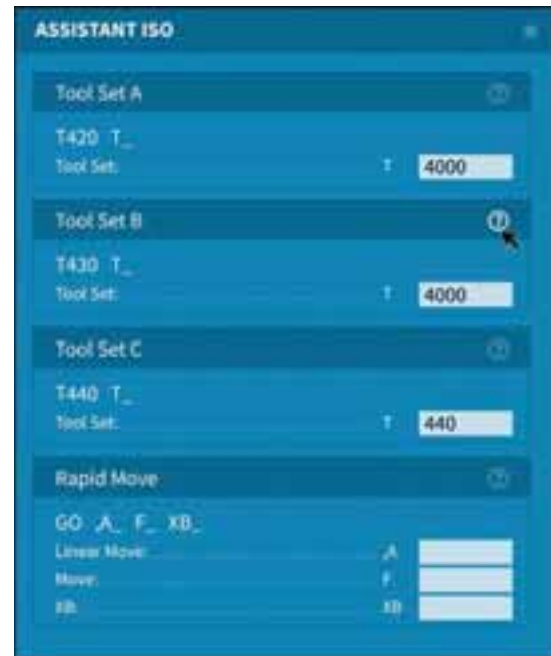 ASSISTANT ISO
Tool Set A
T420 T_
Tool Set: T 4000
Tool Set B
T430 T_
Tool Set: T 4000
Tool Set C
T440 T_
Tool Set: T 440
Rapid Move
GO ,A_ F_ XB_
Linear Move: ,A
Move: F
XB: XB